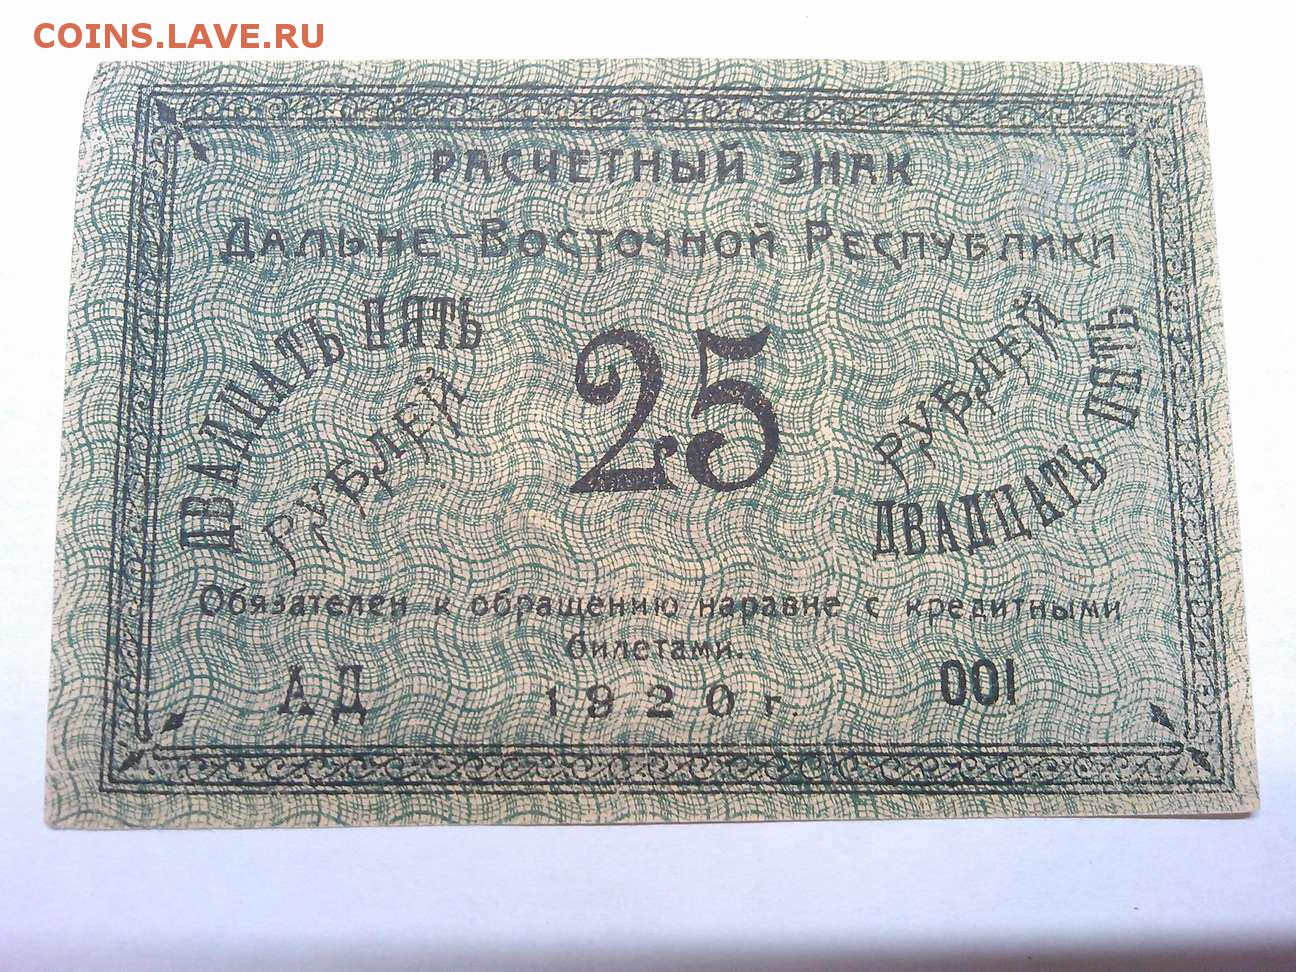 COINS.LAVE.RU
РАСЧЕТНЫЙ ЗНАК
Дальне-Восточной Республики
ДВАДЦАТЬ ПЯТЬ
РУБЛЕЙ
25
РУБЛЕЙ
ДВАДЦАТЬ ПЯТЬ
Обязателен к обращению наравне с кредитными
билетами.
АД 1920 г. 001